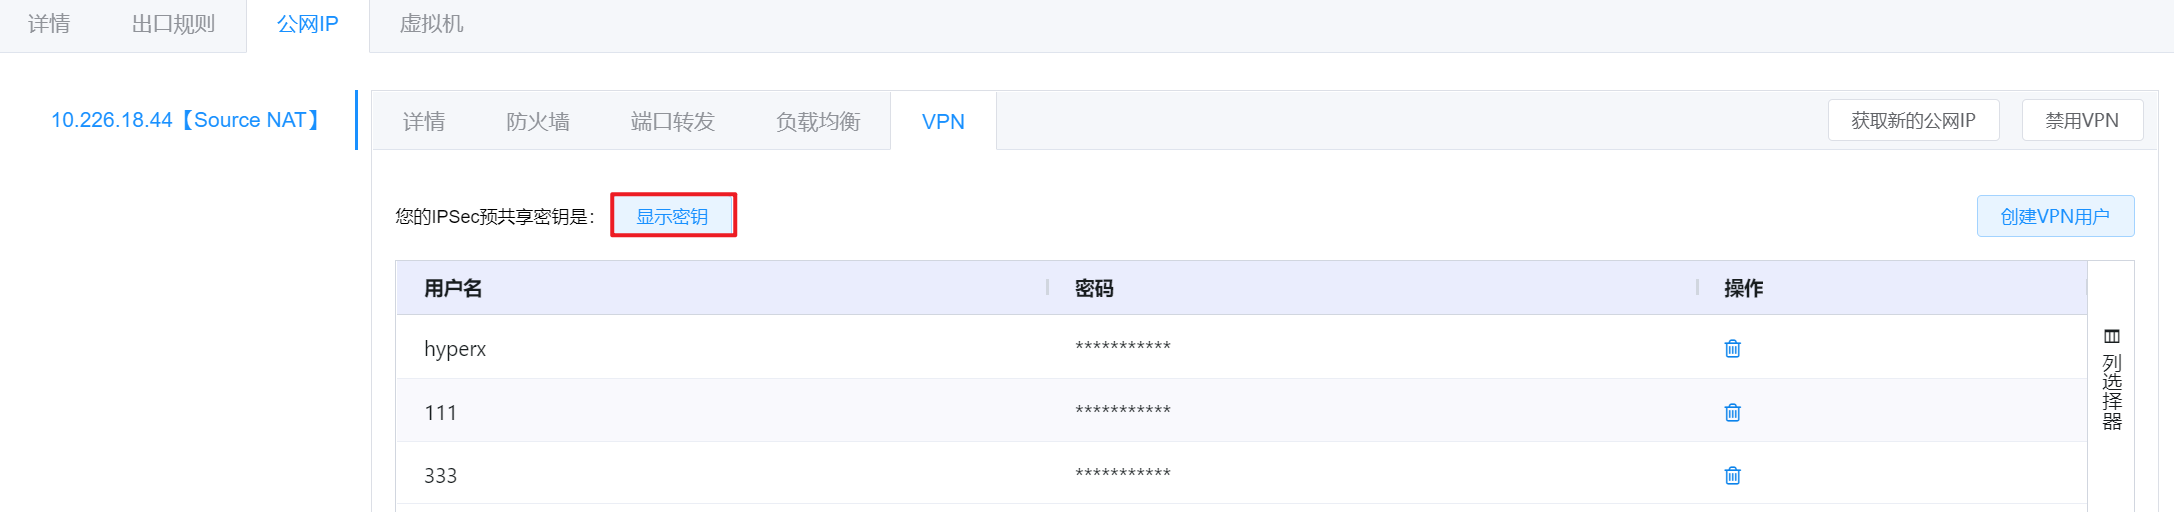 详情 出口规则 公网IP 虚拟机
10.226.18.44【Source NAT】
详情 防火墙 端口转发 负载均衡 VPN 获取新的公网IP 禁用VPN
您的IPSec预共享密钥是： 显示密钥 创建VPN用户
用户名 密码 操作
hyperx ***********
111 ***********
333 ***********
列选择器